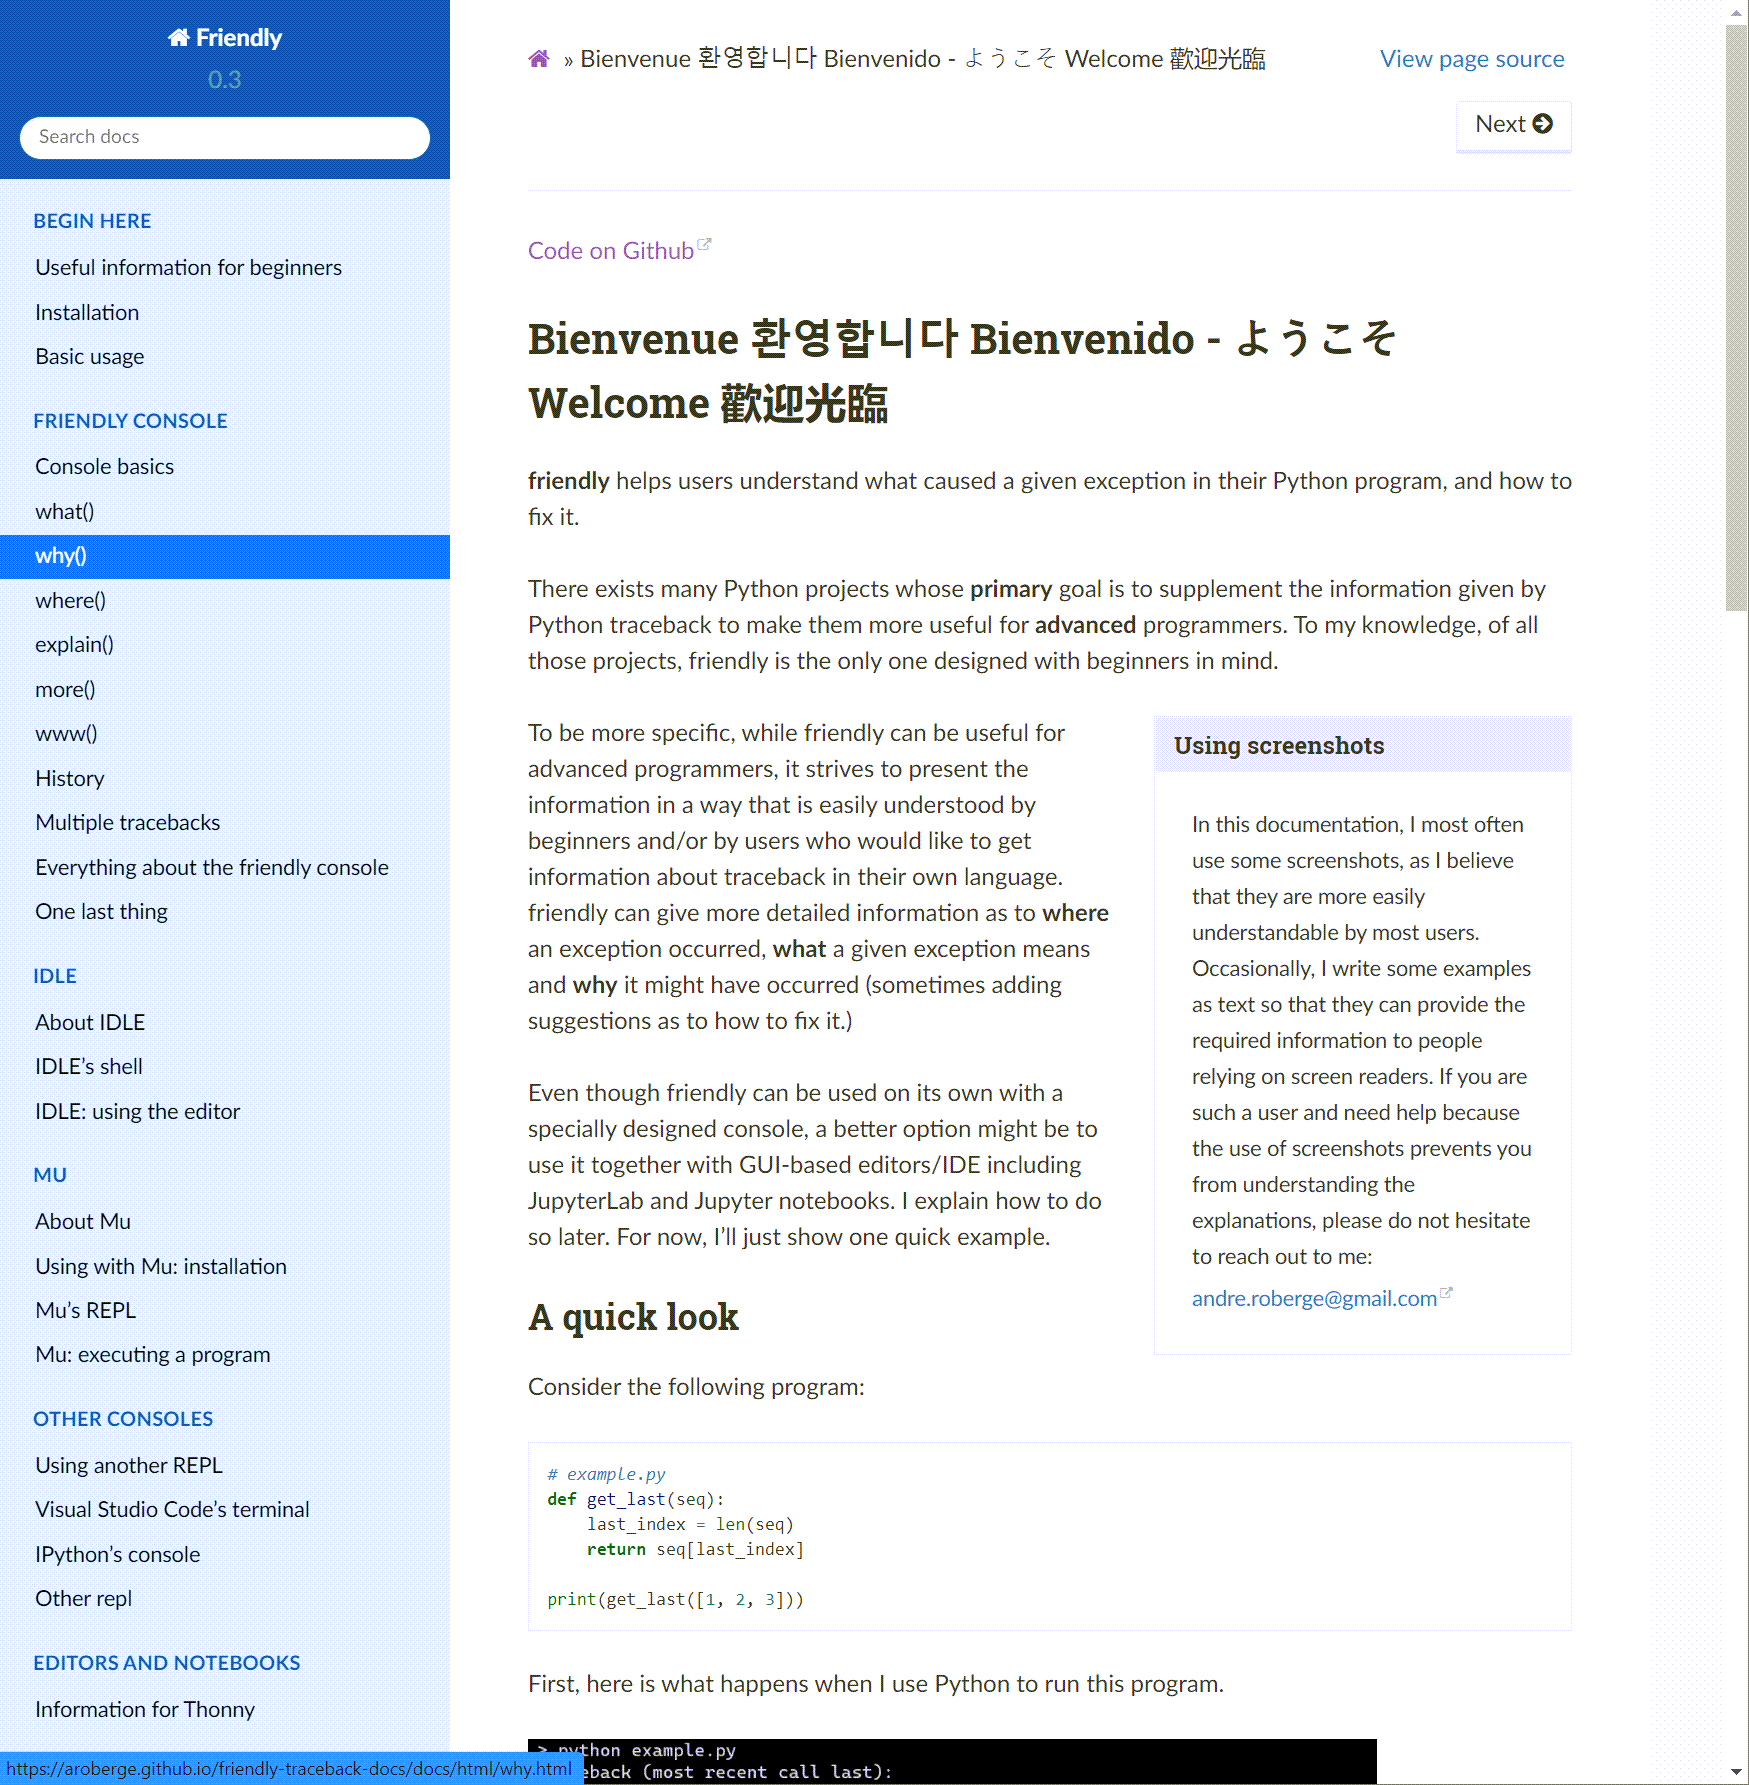 Friendly
0.3
Search docs
BEGIN HERE
Useful information for beginners
Installation
Basic usage
FRIENDLY CONSOLE
Console basics
what()
why()
where()
explain()
more()
www()
History
Multiple tracebacks
Everything about the friendly console
One last thing
IDLE
About IDLE
IDLE’s shell
IDLE: using the editor
MU
About Mu
Using with Mu: installation
Mu’s REPL
Mu: executing a program
OTHER CONSOLES
Using another REPL
Visual Studio Code’s terminal
IPython’s console
Other repl
EDITORS AND NOTEBOOKS
Information for Thonny
https://aroberge.github.io/friendly-traceback-docs/docs/html/why.html
» Bienvenue 환영합니다 Bienvenido - ようこそ Welcome 歡迎光臨
View page source
Next
Code on Github
Bienvenue 환영합니다 Bienvenido - ようこそ
Welcome 歡迎光臨
friendly helps users understand what caused a given exception in their Python program, and how to
fix it.
There exists many Python projects whose primary goal is to supplement the information given by
Python traceback to make them more useful for advanced programmers. To my knowledge, of all
those projects, friendly is the only one designed with beginners in mind.
To be more specific, while friendly can be useful for
advanced programmers, it strives to present the
information in a way that is easily understood by
beginners and/or by users who would like to get
information about traceback in their own language.
friendly can give more detailed information as to where
an exception occurred, what a given exception means
and why it might have occurred (sometimes adding
suggestions as to how to fix it.)
Even though friendly can be used on its own with a
specially designed console, a better option might be to
use it together with GUI-based editors/IDE including
JupyterLab and Jupyter notebooks. I explain how to do
so later. For now, I’ll just show one quick example.
Using screenshots
In this documentation, I most often
use some screenshots, as I believe
that they are more easily
understandable by most users.
Occasionally, I write some examples
as text so that they can provide the
required information to people
relying on screen readers. If you are
such a user and need help because
the use of screenshots prevents you
from understanding the
explanations, please do not hesitate
to reach out to me:
andre.roberge@gmail.com
A quick look
Consider the following program:
# example.py
def get_last(seq):
    last_index = len(seq)
    return seq[last_index]
print(get_last([1, 2, 3]))
First, here is what happens when I use Python to run this program.
> python example.py
eback (most recent call last):